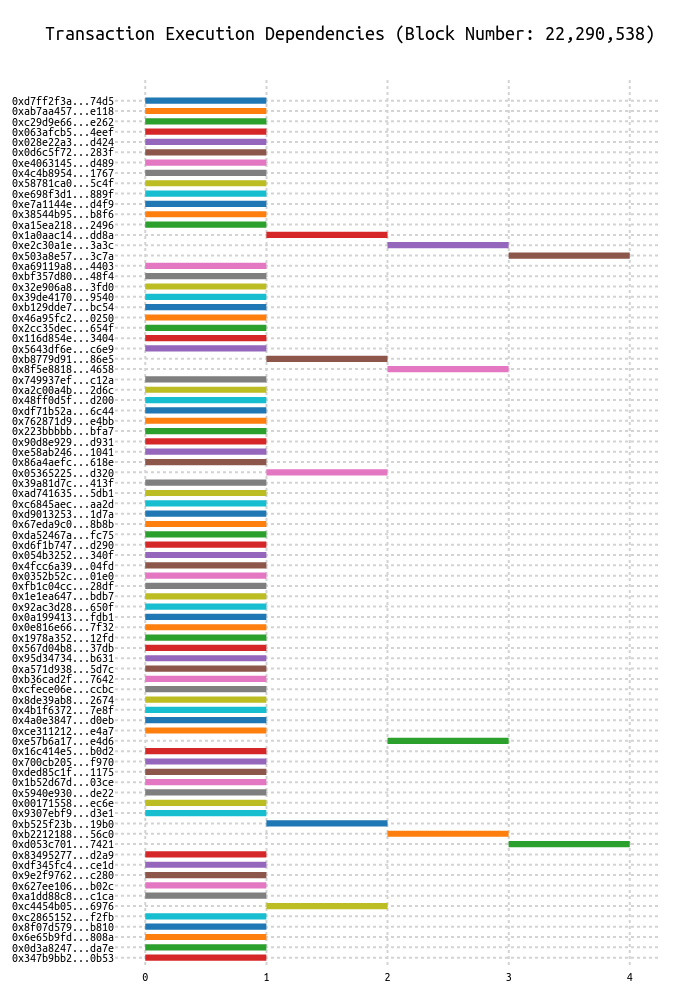 Transaction Execution Dependencies (Block Number: 22,290,538)
0xd7ff2f3a...74d5
0xab7aa457...e118
0xc29d9e66...e262
0x063afcb5...4eef
0x028e22a3...d424
0x0d6c5f72...283f
0xe4063145...d489
0x4c4b8954...1767
0x58781ca0...5c4f
0xe698f3d1...889f
0xe7a1144e...d4f9
0x38544b95...b8f6
0xa15ea218...2496
0x1a0aac14...dd8a
0xe2c30a1e...3a3c
0x503a8e57...3c7a
0xa69119a8...4403
0xbf357d80...48f4
0x32e906a8...3fd0
0x39de4170...9540
0xb129dde7...bc54
0x46a95fc2...0250
0x2cc35dec...654f
0x116d854e...3404
0x5643df6e...c6e9
0xb8779d91...86e5
0x8f5e8818...4658
0x749937ef...c12a
0xa2c00a4b...2d6c
0x48ff0d5f...d200
0xdf71b52a...6c44
0x762871d9...e4bb
0x223bbbbb...bfa7
0x90d8e929...d931
0xe58ab246...1041
0x86a4aefc...618e
0x05365225...d320
0x39a81d7c...413f
0xad741635...5db1
0xc6845aec...aa2d
0xd9013253...1d7a
0x67eda9c0...8b8b
0xda52467a...fc75
0xd6f1b747...d290
0x054b3252...340f
0x4fcc6a39...04fd
0x0352b52c...01e0
0xfb1c04cc...28df
0x1e1ea647...bdb7
0x92ac3d28...650f
0x0a199413...fdb1
0x0e816e66...7f32
0x1978a352...12fd
0x567d04b8...37db
0x95d34734...b631
0xa571d938...5d7c
0xb36cad2f...7642
0xcfece06e...ccbc
0x8de39ab8...2674
0x4b1f6372...7e8f
0x4a0e3847...d0eb
0xce311212...e4a7
0xe57b6a17...e4d6
0x16c414e5...b0d2
0x700cb205...f970
0xded85c1f...1175
0x1b52d67d...03ce
0x5940e930...de22
0x00171558...ec6e
0x9307ebf9...d3e1
0xb525f23b...19b0
0xb2212188...56c0
0xd053c701...7421
0x83495277...d2a9
0xdf345fc4...ce1d
0x9e2f9762...c280
0x627ee106...b02c
0xa1dd88c8...c1ca
0xc4454b05...6976
0xc2865152...f2fb
0x8f07d579...b810
0x6e65b9fd...808a
0x0d3a8247...da7e
0x347b9bb2...0b53
0 1 2 3 4